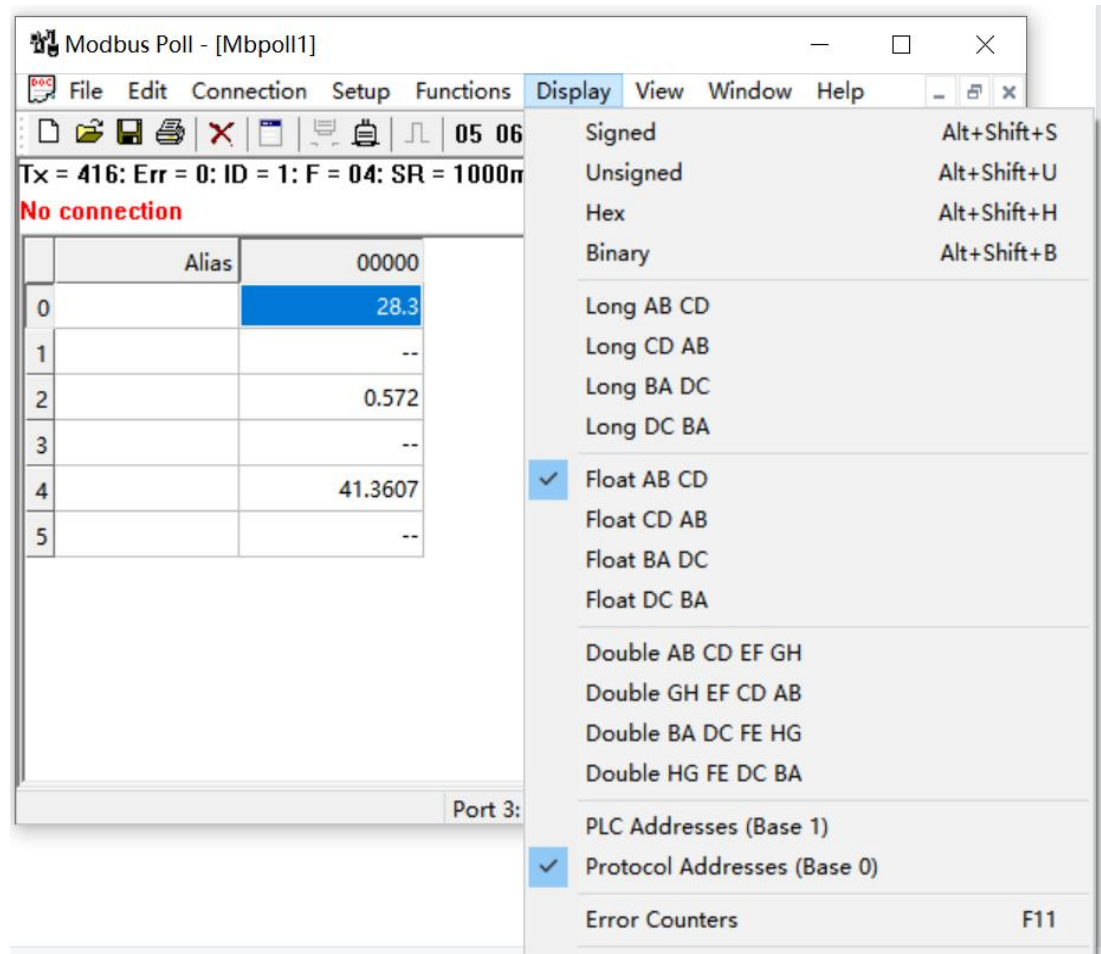 Modbus Poll - [Mbpoll1]
File Edit Connection Setup Functions Display View Window Help
05 06
Tx = 416: Err = 0: ID = 1: F = 04: SR = 1000m
No connection
Alias 00000
0 28.3
1 --
2 0.572
3 --
4 41.3607
5 --
Port 3:
Signed Alt+Shift+S
Unsigned Alt+Shift+U
Hex Alt+Shift+H
Binary Alt+Shift+B
Long AB CD
Long CD AB
Long BA DC
Long DC BA
Float AB CD
Float CD AB
Float BA DC
Float DC BA
Double AB CD EF GH
Double GH EF CD AB
Double BA DC FE HG
Double HG FE DC BA
PLC Addresses (Base 1)
Protocol Addresses (Base 0)
Error Counters F11